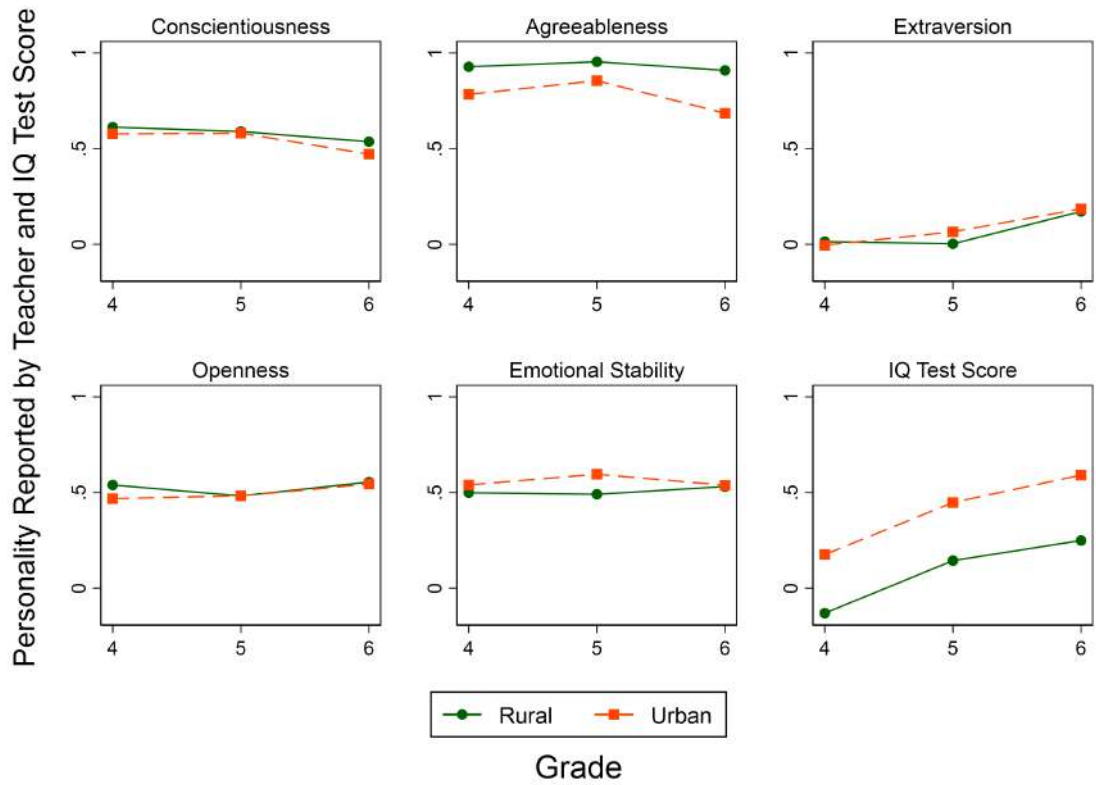 Personality Reported by Teacher and IQ Test Score
Conscientiousness
1
.5
0
4 5 6
Agreeableness
1
.5
0
4 5 6
Extraversion
1
.5
0
4 5 6
Openness
1
.5
0
4 5 6
Emotional Stability
1
.5
0
4 5 6
IQ Test Score
1
.5
0
4 5 6
Rural Urban
Grade